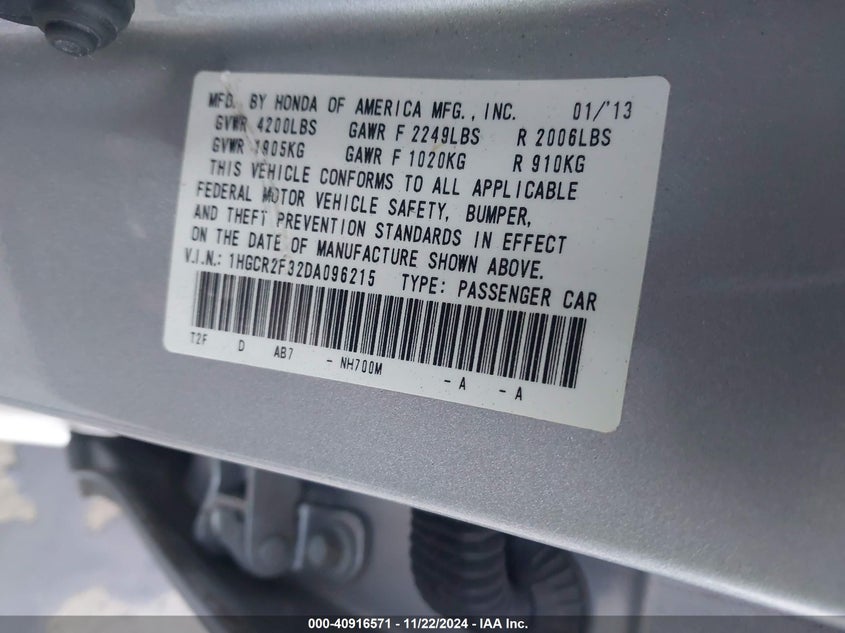 MFD. BY HONDA OF AMERICA MFG., INC. 01/'13
GVWR 4200LBS GAWR F 2249LBS R 2006LBS
GVWR 1905KG GAWR F 1020KG R 910KG
THIS VEHICLE CONFORMS TO ALL APPLICABLE
FEDERAL MOTOR VEHICLE SAFETY, BUMPER,
AND THEFT PREVENTION STANDARDS IN EFFECT
ON THE DATE OF MANUFACTURE SHOWN ABOVE.
V.I.N.: 1HGCR2F32DA096215 TYPE: PASSENGER CAR
T2F D AB7 - NH700M - A - A
000-40916571 - 11/22/2024 - IAA Inc.